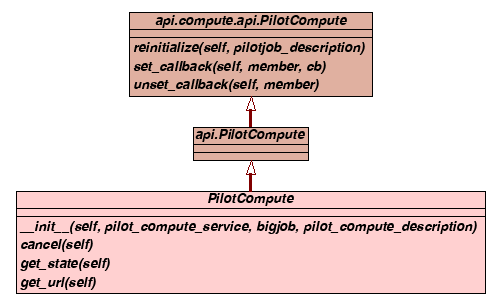 api.compute.api.PilotCompute
reinitialize(self, pilotjob_description)
set_callback(self, member, cb)
unset_callback(self, member)
api.PilotCompute
PilotCompute
__init__(self, pilot_compute_service, bigjob, pilot_compute_description)
cancel(self)
get_state(self)
get_url(self)